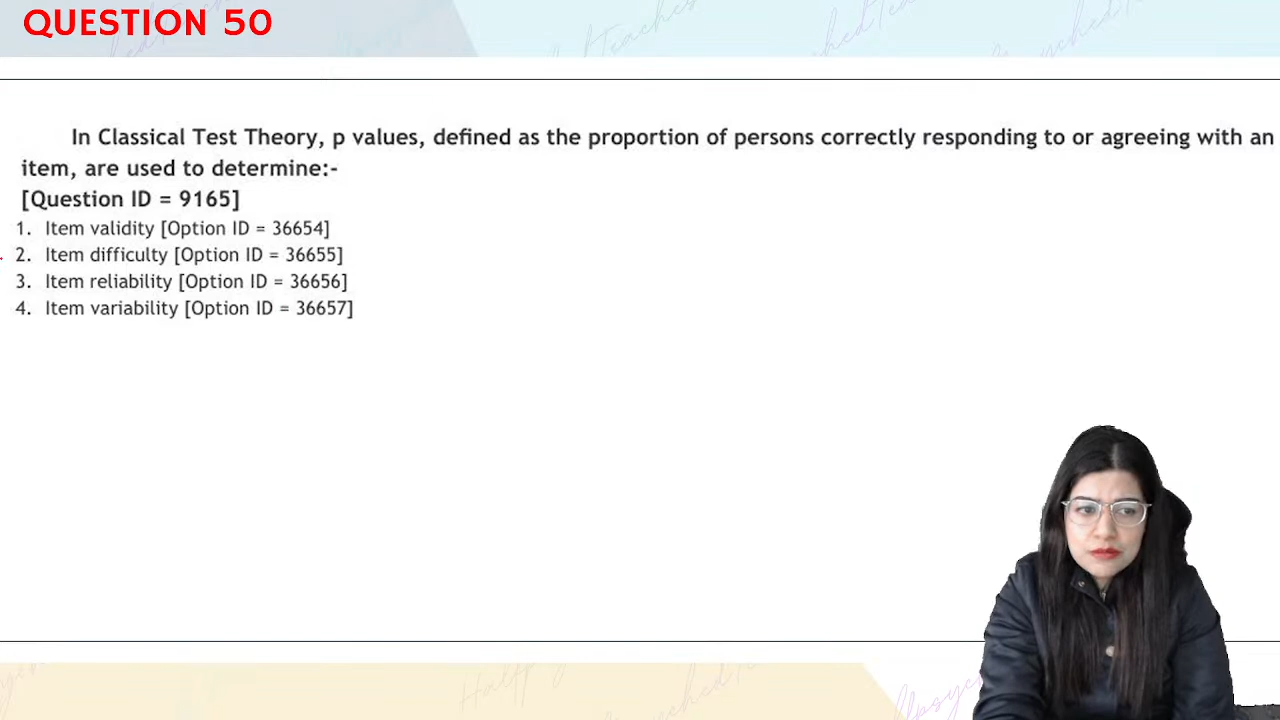 QUESTION 50
In Classical Test Theory, p values, defined as the proportion of persons correctly responding to or agreeing with an
item, are used to determine:-
[Question ID = 9165]
1. Item validity [Option ID = 36654]
2. Item difficulty [Option ID = 36655]
3. Item reliability [Option ID = 36656]
4. Item variability [Option ID = 36657]